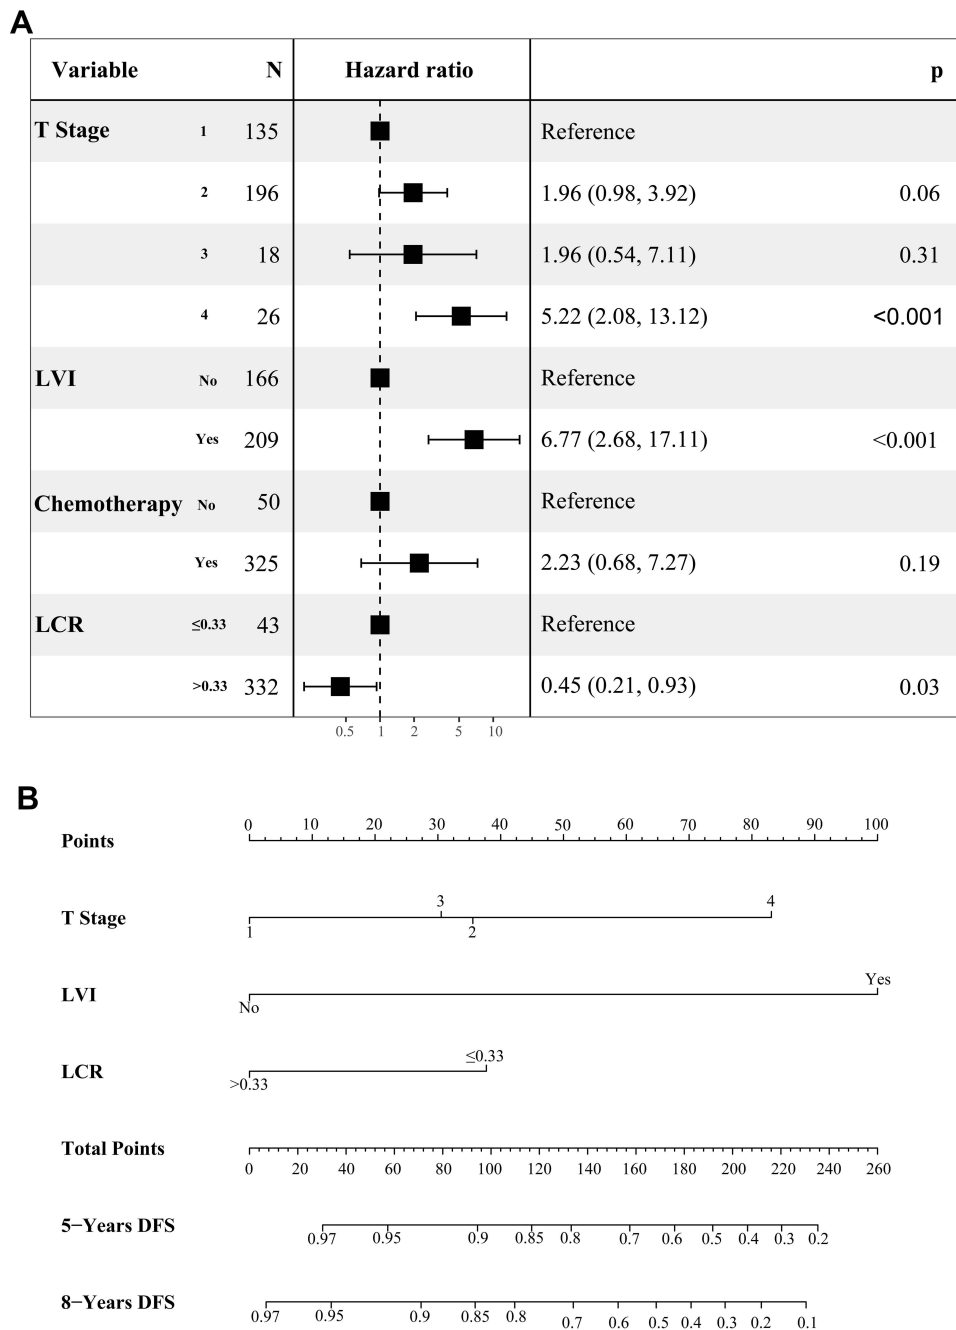 A
Variable N Hazard ratio p
T Stage 1 135 Reference
2 196 1.96 (0.98, 3.92) 0.06
3 18 1.96 (0.54, 7.11) 0.31
4 26 5.22 (2.08, 13.12) <0.001
LVI No 166 Reference
Yes 209 6.77 (2.68, 17.11) <0.001
Chemotherapy No 50 Reference
Yes 325 2.23 (0.68, 7.27) 0.19
LCR ≤0.33 43 Reference
>0.33 332 0.45 (0.21, 0.93) 0.03
0.5 1 2 5 10
B
Points 0 10 20 30 40 50 60 70 80 90 100
3 4
T Stage
1 2
Yes
LVI
No
≤0.33
LCR
>0.33
Total Points
0 20 40 60 80 100 120 140 160 180 200 220 240 260
5−Years DFS
0.97 0.95 0.9 0.85 0.8 0.7 0.6 0.5 0.4 0.3 0.2
8−Years DFS
0.97 0.95 0.9 0.85 0.8 0.7 0.6 0.5 0.4 0.3 0.2 0.1